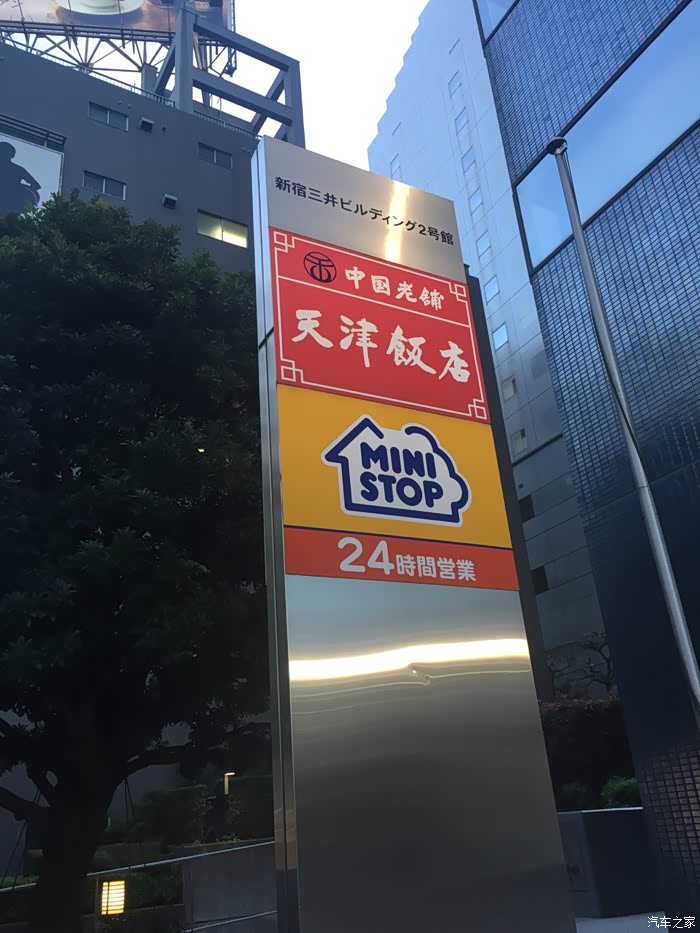 新宿三井ビルディング2号館
中国老舗
天津飯店
MINI
STOP
24時間営業
汽车之家